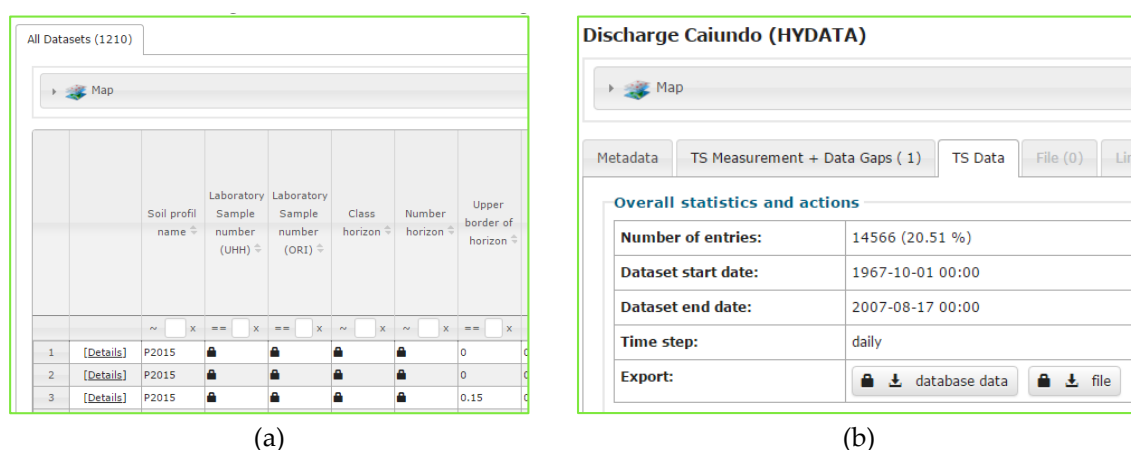 All Datasets (1210)
Map
Soil profil name
Laboratory Sample number (UHH)
Laboratory Sample number (ORI)
Class horizon
Number horizon
Upper border of horizon
~ x == x == x ~ x ~ x == x
1 [Details] P2015 0
2 [Details] P2015 0
3 [Details] P2015 0.15
(a)
Discharge Caiundo (HYDATA)
Map
Metadata TS Measurement + Data Gaps ( 1) TS Data File (0)
Overall statistics and actions
Number of entries: 14566 (20.51 %)
Dataset start date: 1967-10-01 00:00
Dataset end date: 2007-08-17 00:00
Time step: daily
Export: database data file
(b)